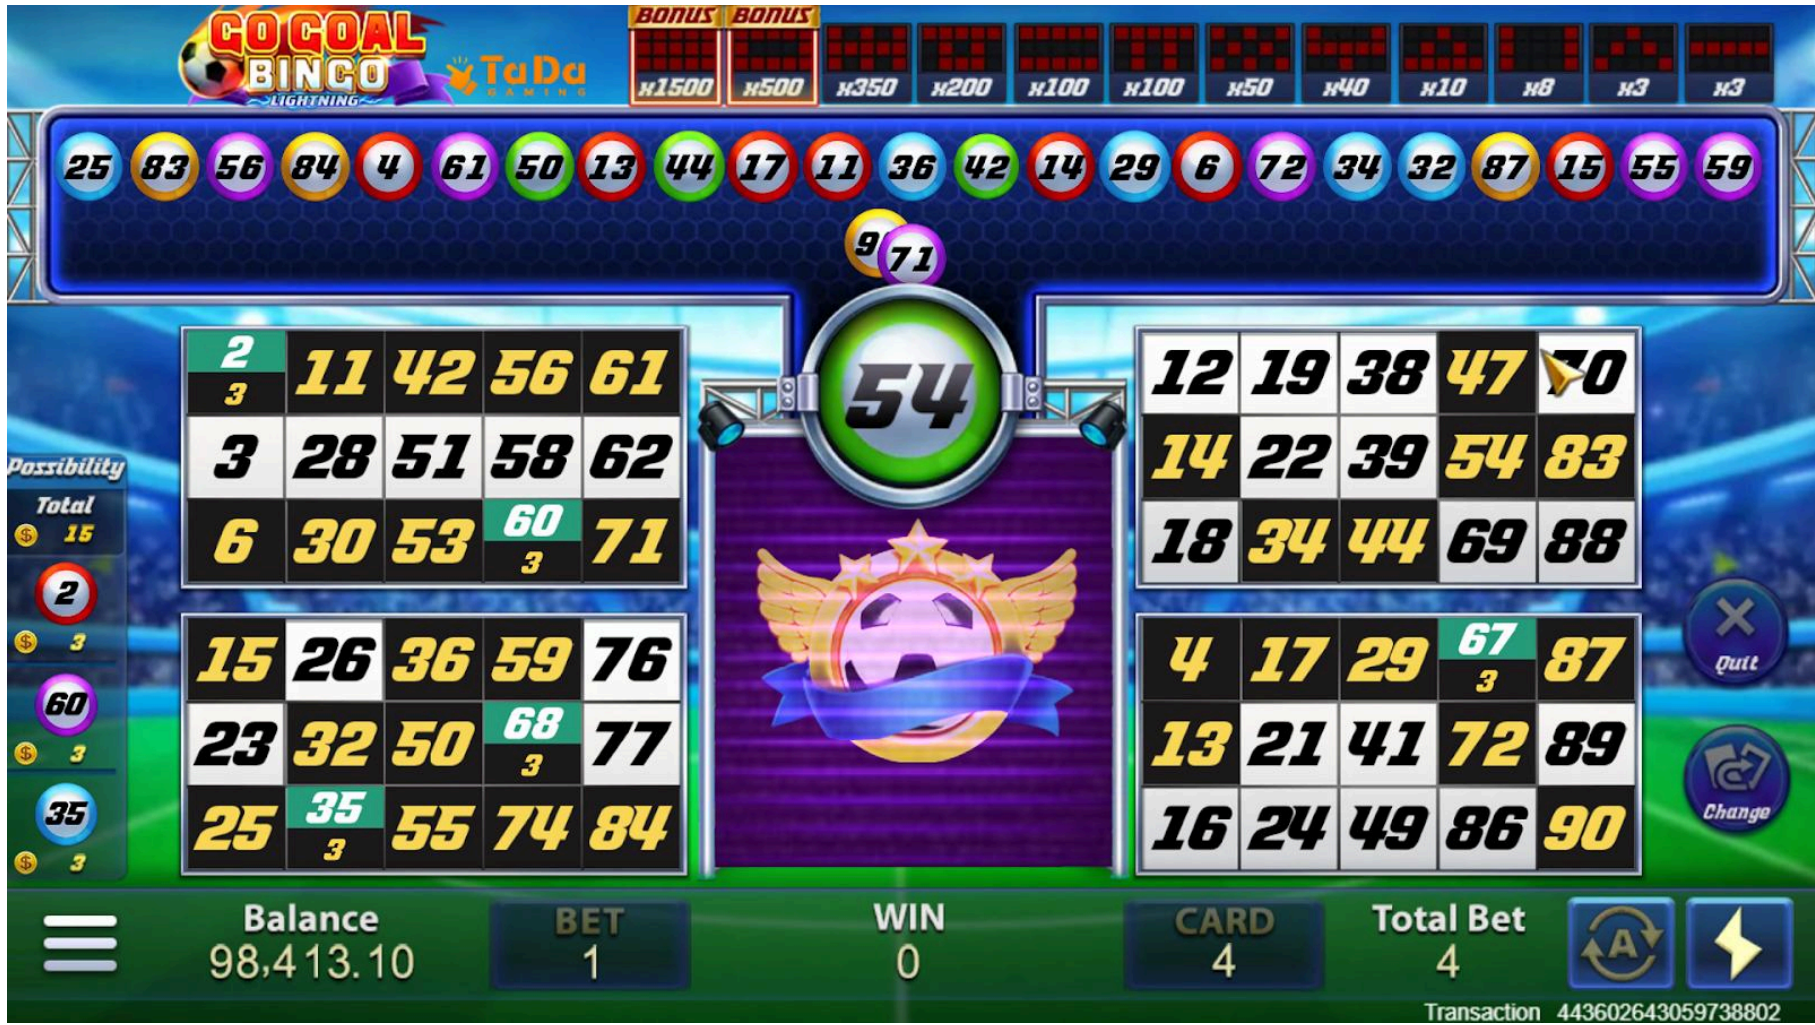 GO GOAL
BINGO
LIGHTNING
TaDa
GAMING
BONUS BONUS
x1500 x500 x350 x200 x100 x100 x50 x40 x10 x8 x3 x3
25 83 56 84 4 61 50 13 44 17 11 36 42 14 29 6 72 34 32 87 15 55 59
71
54
2 11 42 56 61
3
3 28 51 58 62
6 30 53 60 71
3
12 19 38 47 70
14 22 39 54 83
18 34 44 69 88
Possibility
Total
15
2
3
60
3
35
3
15 26 36 59 76
23 32 50 68 77
3
25 35 55 74 84
3
4 17 29 67 87
3
13 21 41 72 89
16 24 49 86 90
Quit
Change
Balance
98,413.10
BET
1
WIN
0
CARD
4
Total Bet
4
A
Transaction 443602643059738802